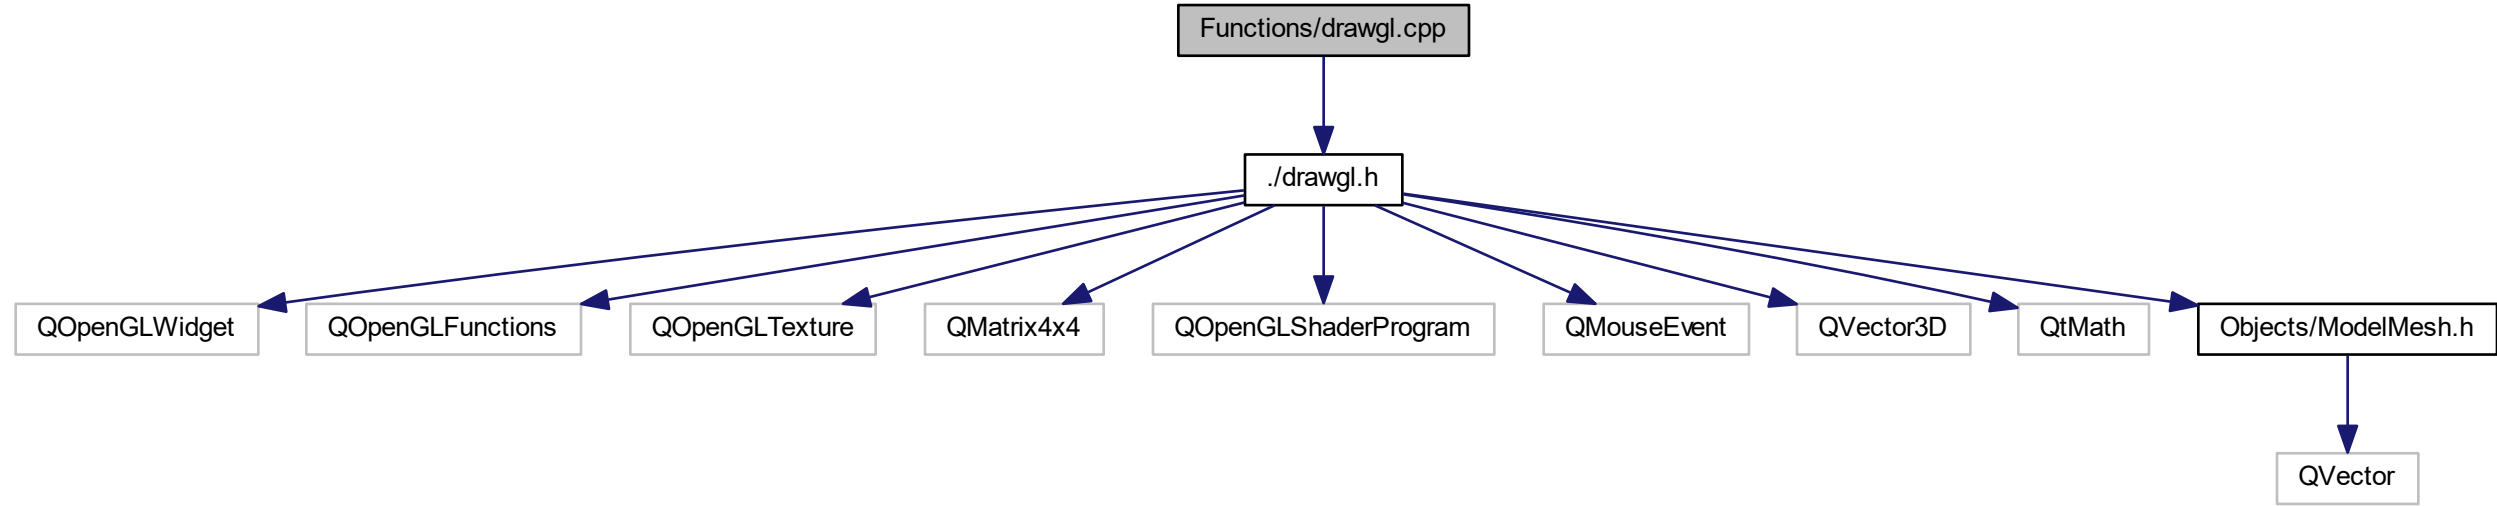 Functions/drawgl.cpp
./drawgl.h
QOpenGLWidget
QOpenGLFunctions
QOpenGLTexture
QMatrix4x4
QOpenGLShaderProgram
QMouseEvent
QVector3D
QtMath
Objects/ModelMesh.h
QVector